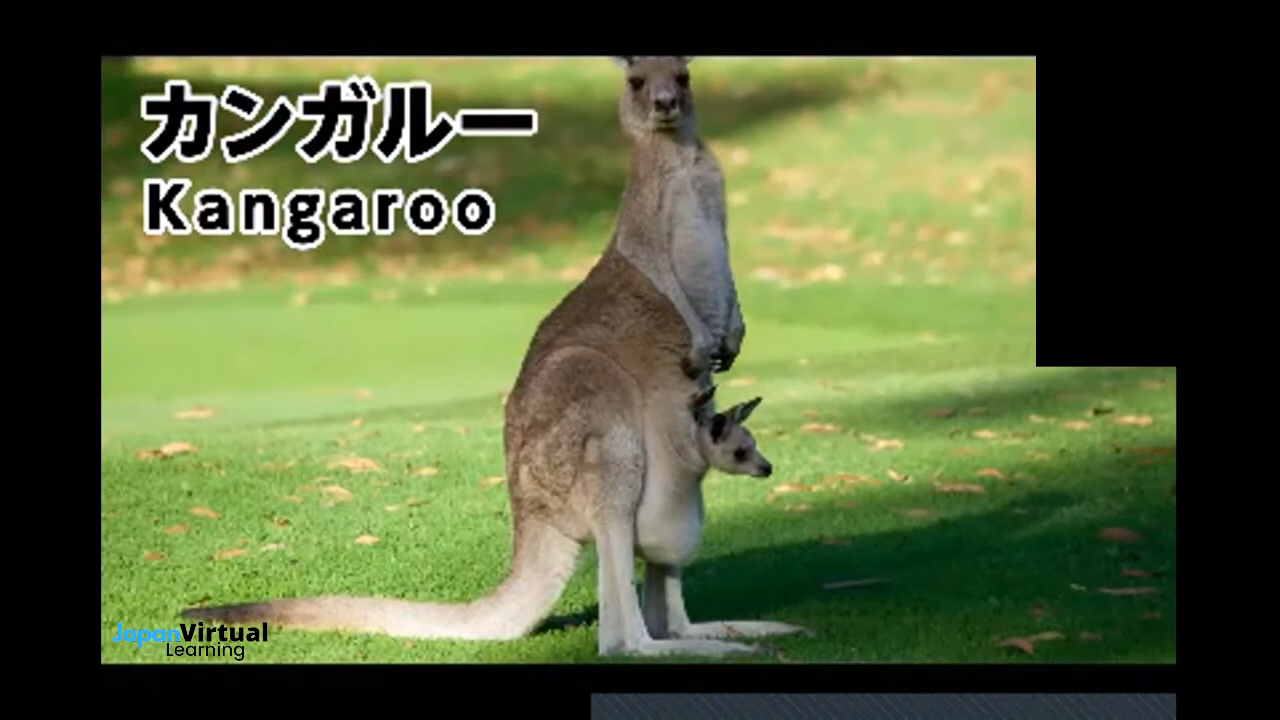 カンガルー
Kangaroo
JapanVirtual
Learning